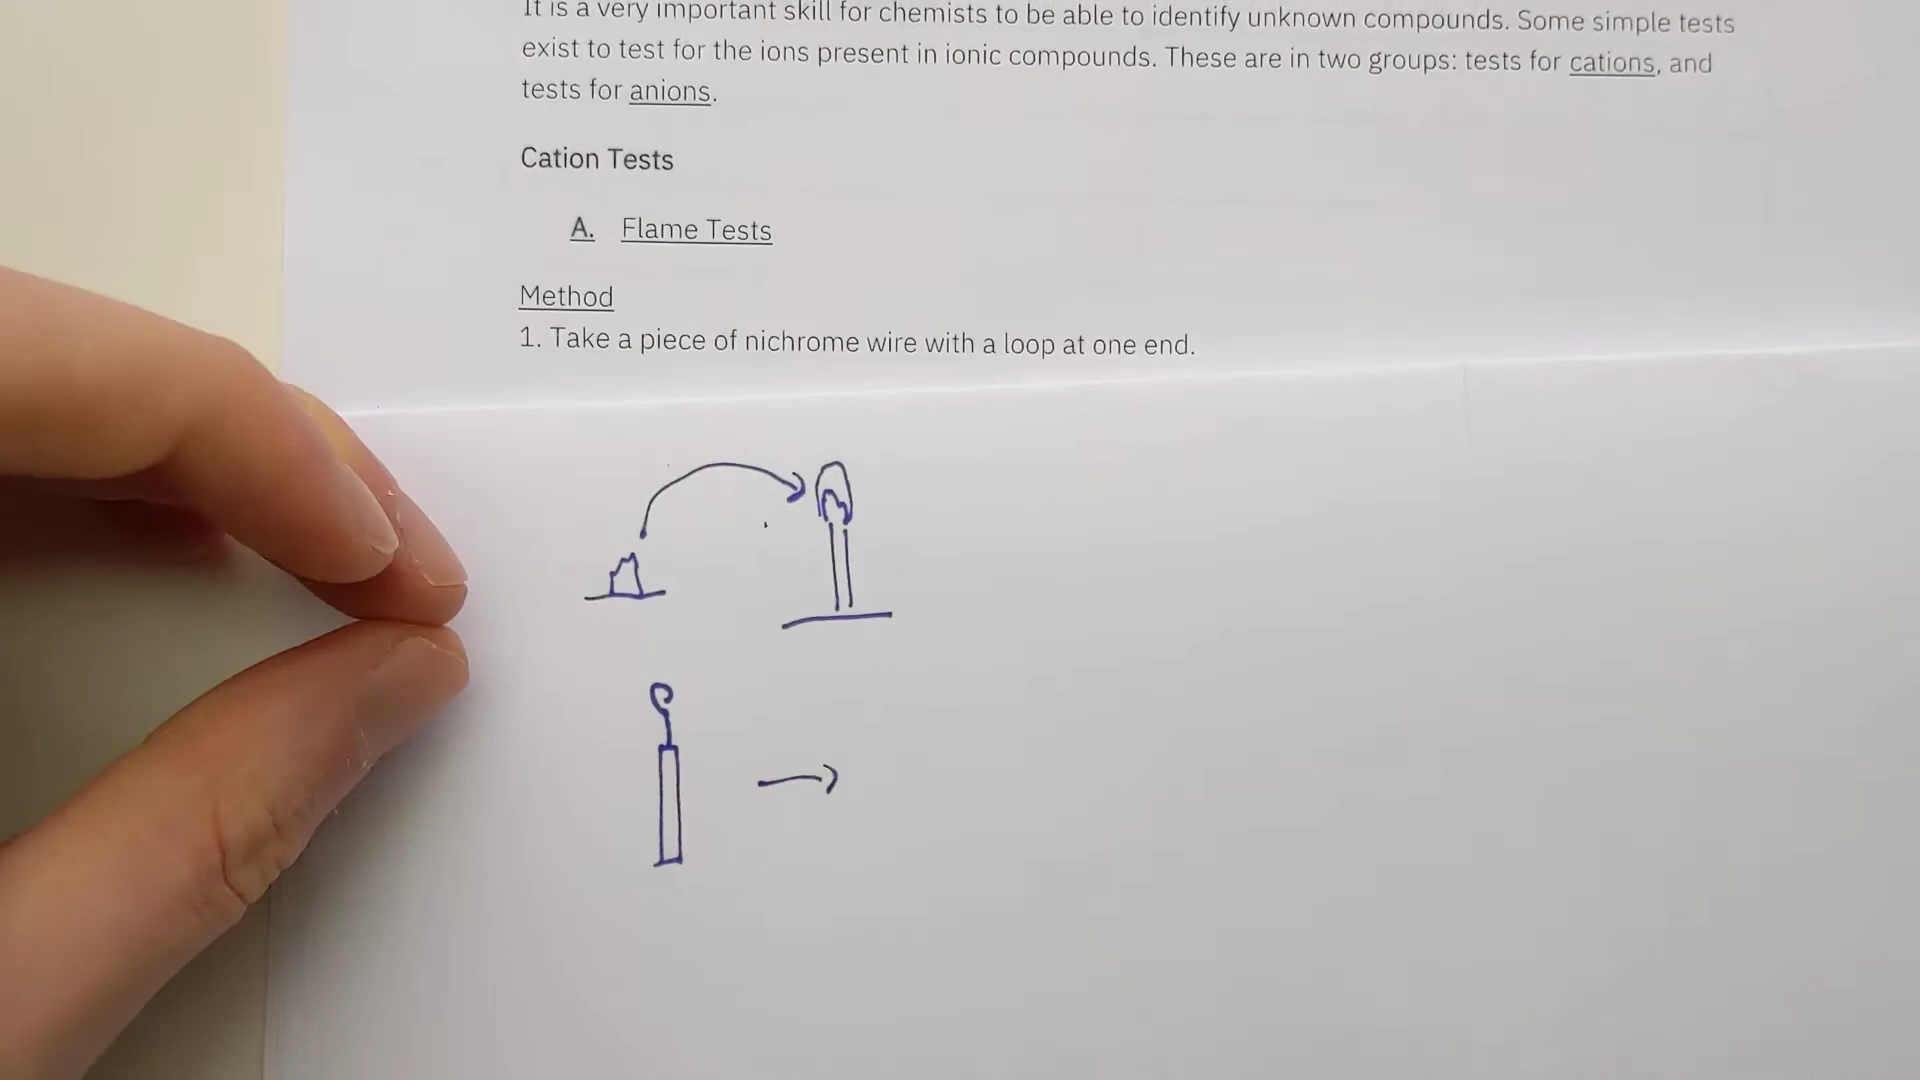 It is a very important skill for chemists to be able to identify unknown compounds. Some simple tests
exist to test for the ions present in ionic compounds. These are in two groups: tests for cations, and
tests for anions.
Cation Tests
A. Flame Tests
Method
1. Take a piece of nichrome wire with a loop at one end.